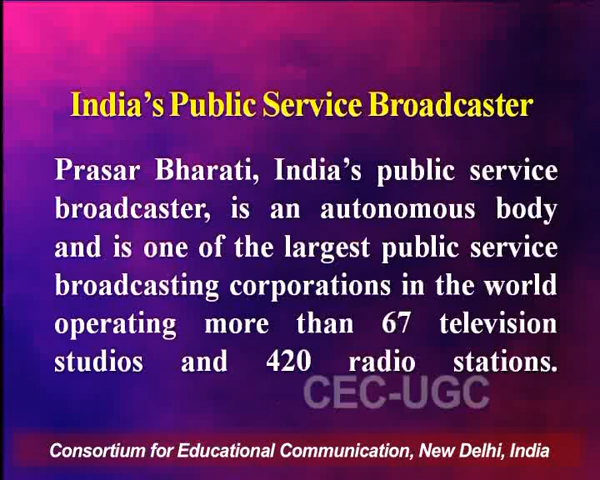 India's Public Service Broadcaster
Prasar Bharati, India's public service
broadcaster, is an autonomous body
and is one of the largest public service
broadcasting corporations in the world
operating more than 67 television
studios and 420 radio stations.
CEC-UGC
Consortium for Educational Communication, New Delhi, India